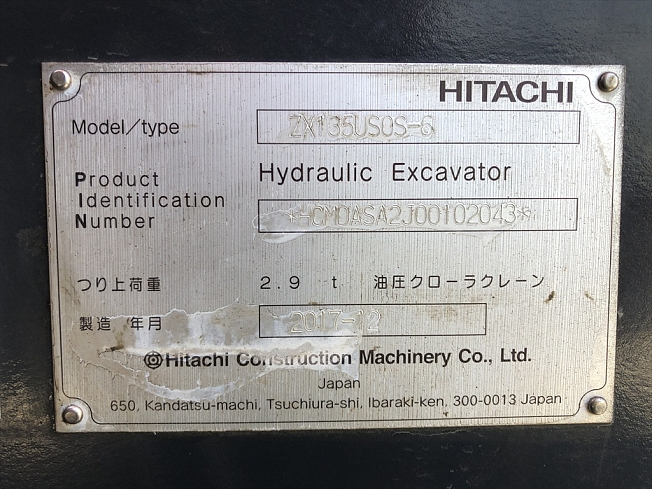 HITACHI
Model/type ZX135USOS-6
Product Hydraulic Excavator
Identification
Number *HCMDASA2J00102043*
つり上荷重 2.9 t 油圧クローラクレーン
製造 年月 2017-12
@Hitachi Construction Machinery Co., Ltd.
Japan
650, Kandatsu-machi, Tsuchiura-shi, Ibaraki-ken, 300-0013 Japan